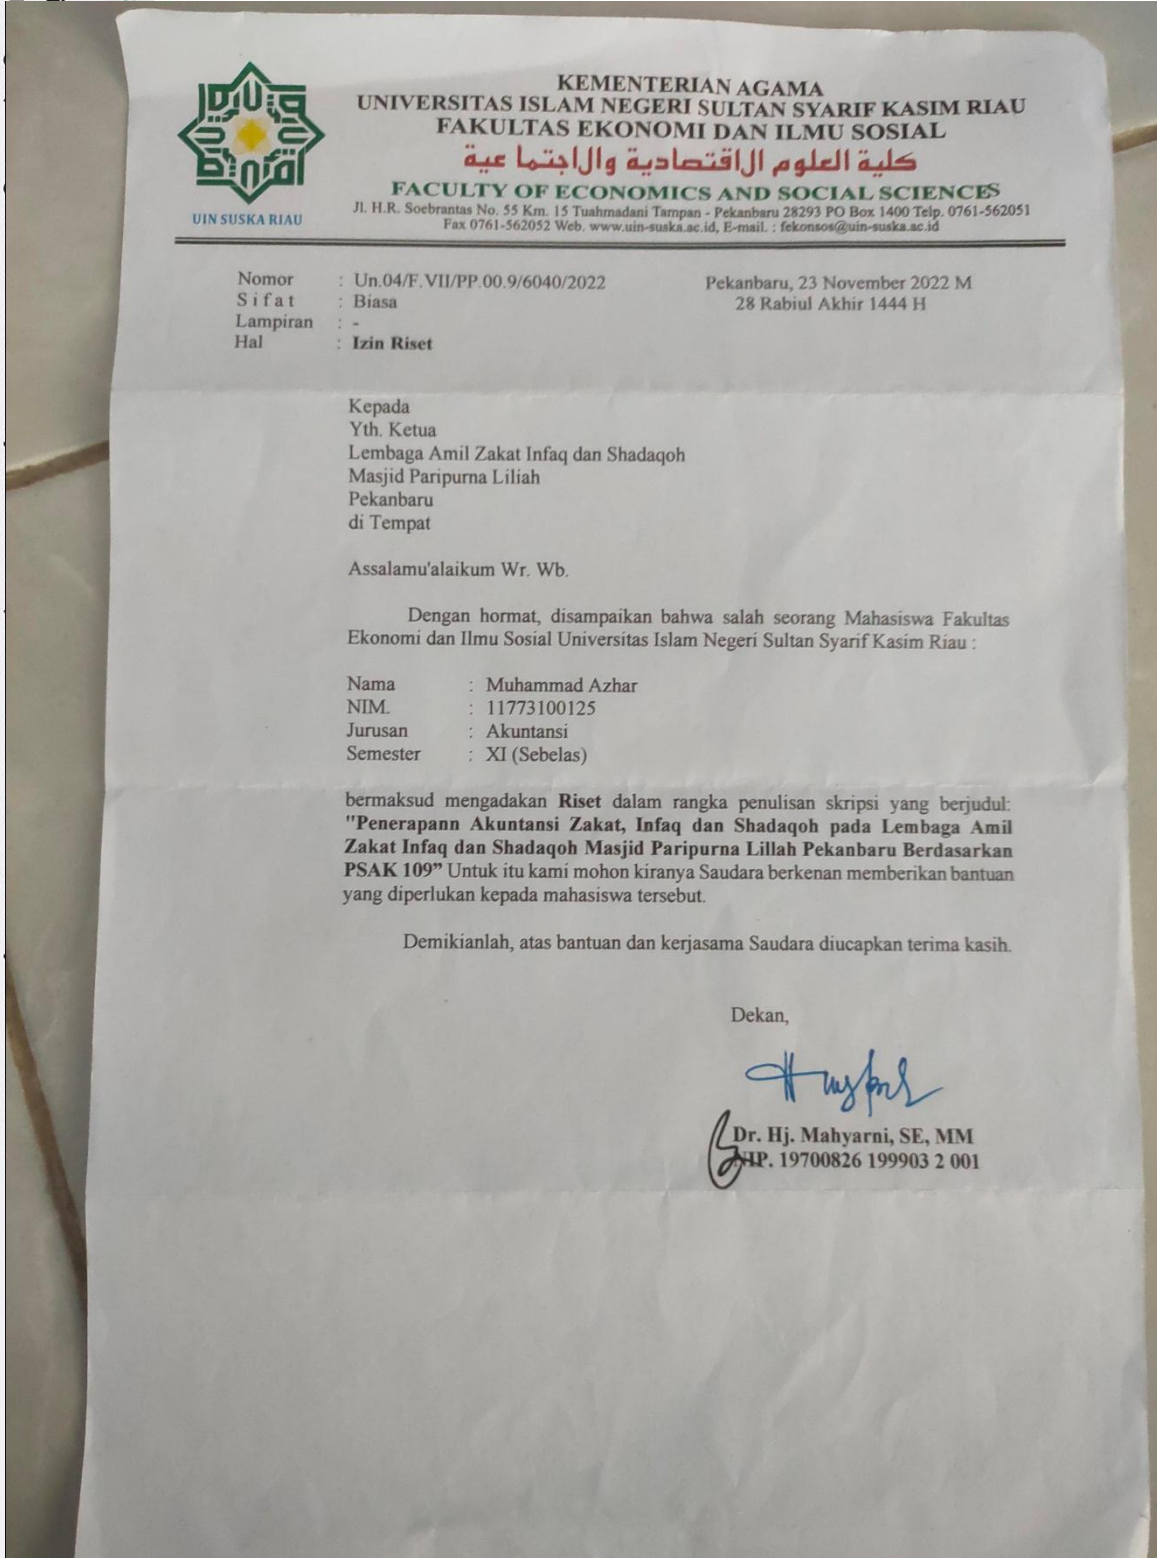 KEMENTERIAN AGAMA
UNIVERSITAS ISLAM NEGERI SULTAN SYARIF KASIM RIAU
FAKULTAS EKONOMI DAN ILMU SOSIAL
كلية العلوم الاقتصادية والاجتما عية
FACULTY OF ECONOMICS AND SOCIAL SCIENCES
UIN SUSKA RIAU
Jl. H.R. Soebrantas No. 55 Km. 15 Tuahmadani Tampan - Pekanbaru 28293 PO Box 1400 Telp. 0761-562051
Fax 0761-562052 Web. www.uin-suska.ac.id, E-mail. : fekonsos@uin-suska.ac.id
Nomor : Un.04/F.VII/PP.00.9/6040/2022 Pekanbaru, 23 November 2022 M
Sifat : Biasa 28 Rabiul Akhir 1444 H
Lampiran : -
Hal : Izin Riset
Kepada
Yth. Ketua
Lembaga Amil Zakat Infaq dan Shadaqoh
Masjid Paripurna Liliah
Pekanbaru
di Tempat
Assalamu'alaikum Wr. Wb.
Dengan hormat, disampaikan bahwa salah seorang Mahasiswa Fakultas
Ekonomi dan Ilmu Sosial Universitas Islam Negeri Sultan Syarif Kasim Riau :
Nama : Muhammad Azhar
NIM. : 11773100125
Jurusan : Akuntansi
Semester : XI (Sebelas)
bermaksud mengadakan Riset dalam rangka penulisan skripsi yang berjudul:
"Penerapann Akuntansi Zakat, Infaq dan Shadaqoh pada Lembaga Amil
Zakat Infaq dan Shadaqoh Masjid Paripurna Lillah Pekanbaru Berdasarkan
PSAK 109” Untuk itu kami mohon kiranya Saudara berkenan memberikan bantuan
yang diperlukan kepada mahasiswa tersebut.
Demikianlah, atas bantuan dan kerjasama Saudara diucapkan terima kasih.
Dekan,
Dr. Hj. Mahyarni, SE, MM
NIP. 19700826 199903 2 001